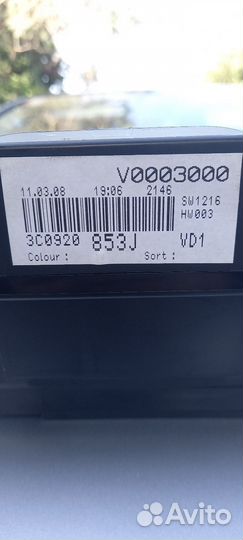 V0003000
11.03.08 19:06 2146
SW1216
HW003
3C0920 853J VD1
Colour : Sort :
Avito